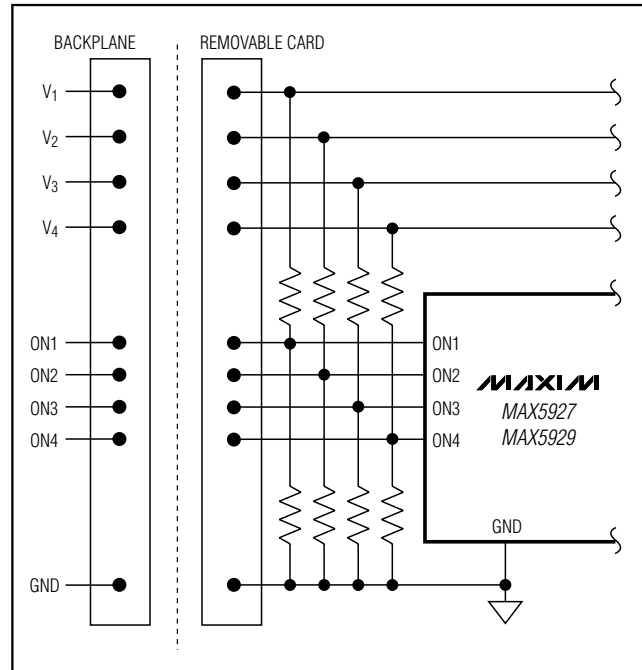 BACKPLANE
REMOVABLE CARD
V1
V2
V3
V4
ON1
ON2
ON3
ON4
GND
ON1
ON2
ON3
ON4
MAXIM
MAX5927
MAX5929
GND